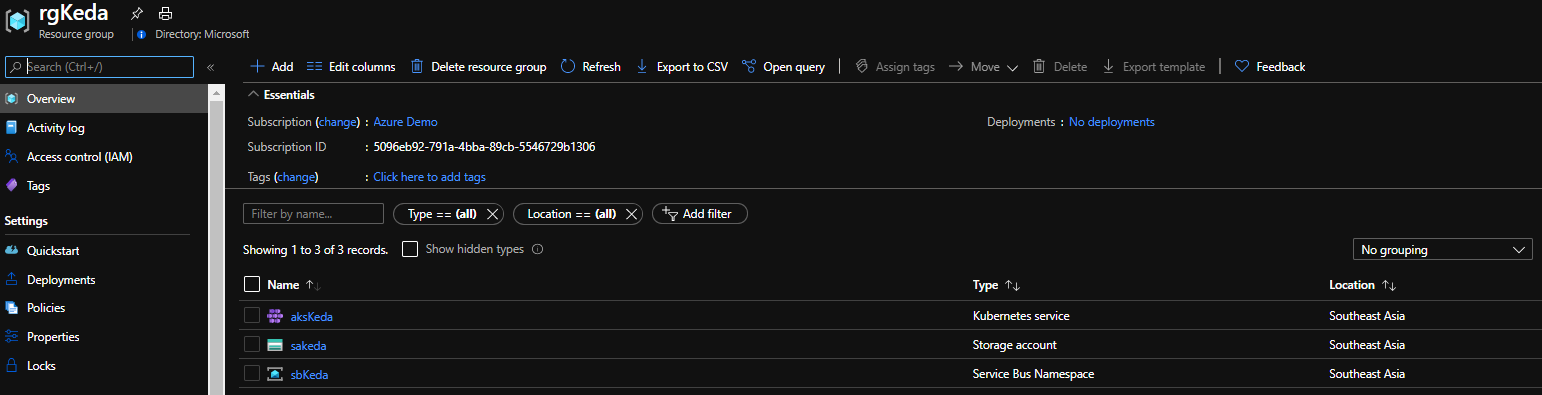 rgKeda
Resource group
Directory: Microsoft
Search (Ctrl+/)
«
Add Edit columns Delete resource group Refresh Export to CSV Open query Assign tags Move Delete Export template Feedback
Overview
Activity log
Access control (IAM)
Tags
Settings
Quickstart
Deployments
Policies
Properties
Locks
Essentials
Subscription (change) : Azure Demo
Deployments : No deployments
Subscription ID : 5096eb92-791a-4bba-89cb-5546729b1306
Tags (change) : Click here to add tags
Filter by name... Type == (all) Location == (all) Add filter
Showing 1 to 3 of 3 records. Show hidden types
No grouping
Name Type Location
aksKeda Kubernetes service Southeast Asia
sakeda Storage account Southeast Asia
sbKeda Service Bus Namespace Southeast Asia